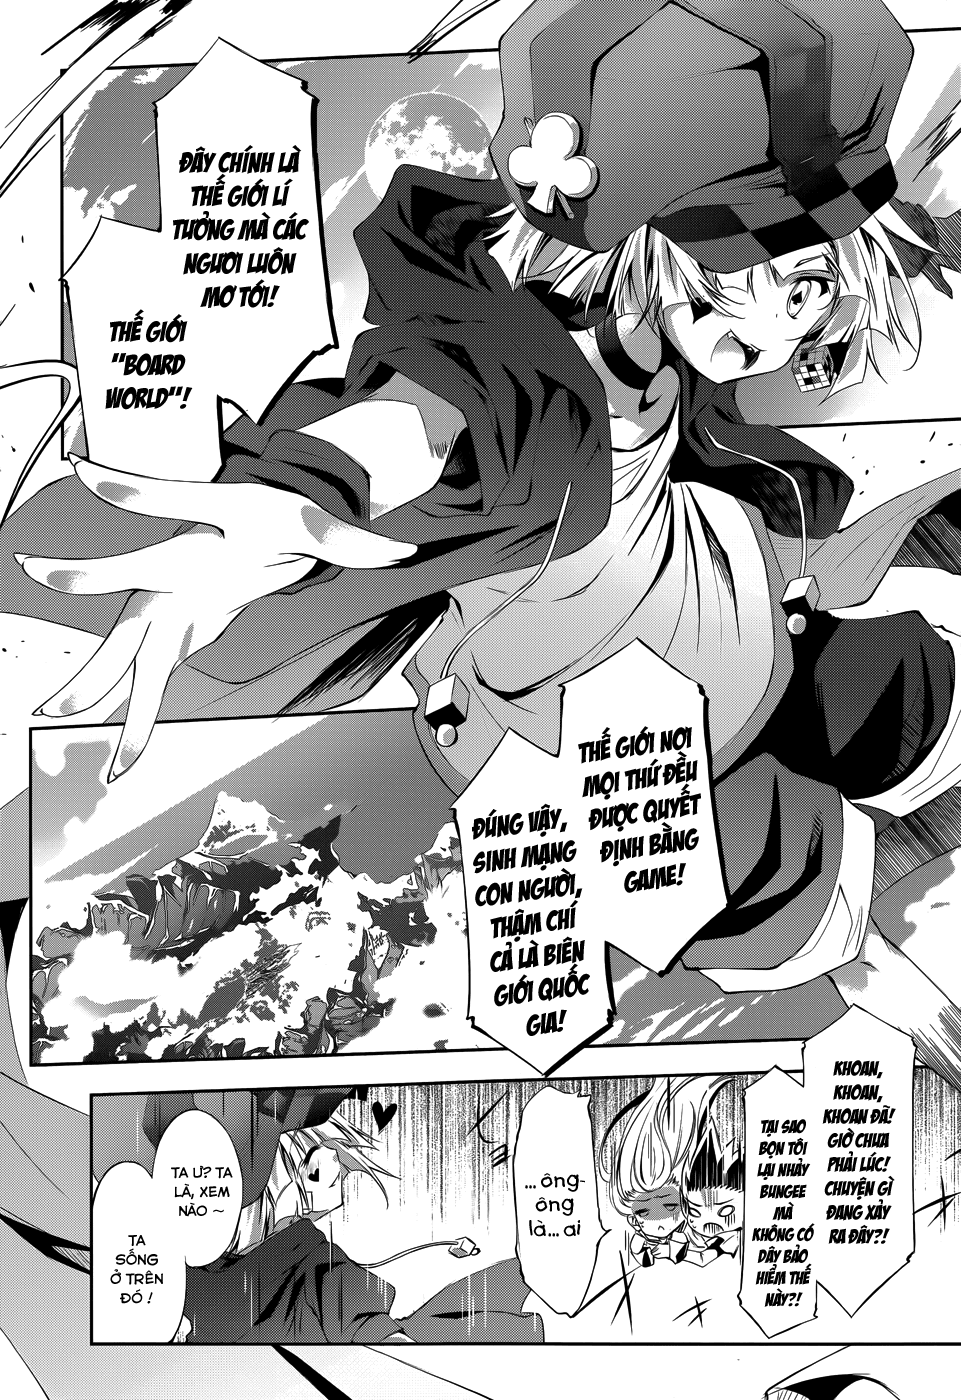 ĐÂY CHÍNH LÀ
THẾ GIỚI LÍ
TƯỞNG MÀ CÁC
NGƯƠI LUÔN
MƠ TỚI!
THẾ GIỚI
"BOARD
WORLD"!
THẾ GIỚI NƠI
MỌI THỨ ĐỀU
ĐƯỢC QUYẾT
ĐỊNH BẰNG
GAME!
ĐÚNG VẬY,
SINH MẠNG
CON NGƯỜI,
THẬM CHÍ
CẢ LÀ BIÊN
GIỚI QUỐC
GIA!
KHOAN,
KHOAN,
KHOAN ĐÃ!
GIỜ CHƯA
PHẢI LÚC!
CHUYỆN GÌ
ĐANG XẢY
RA ĐÂY?!
TẠI SAO
BỌN TÔI
LẠI NHẢY
BUNGEE
MÀ
KHÔNG CÓ
DÂY BẢO
HIỂM THẾ
NÀY?!
...ông-
ông
là... ai
TA Ư? TA
LÀ, XEM
NÀO ~
TA
SỐNG
Ở TRÊN
ĐÓ !